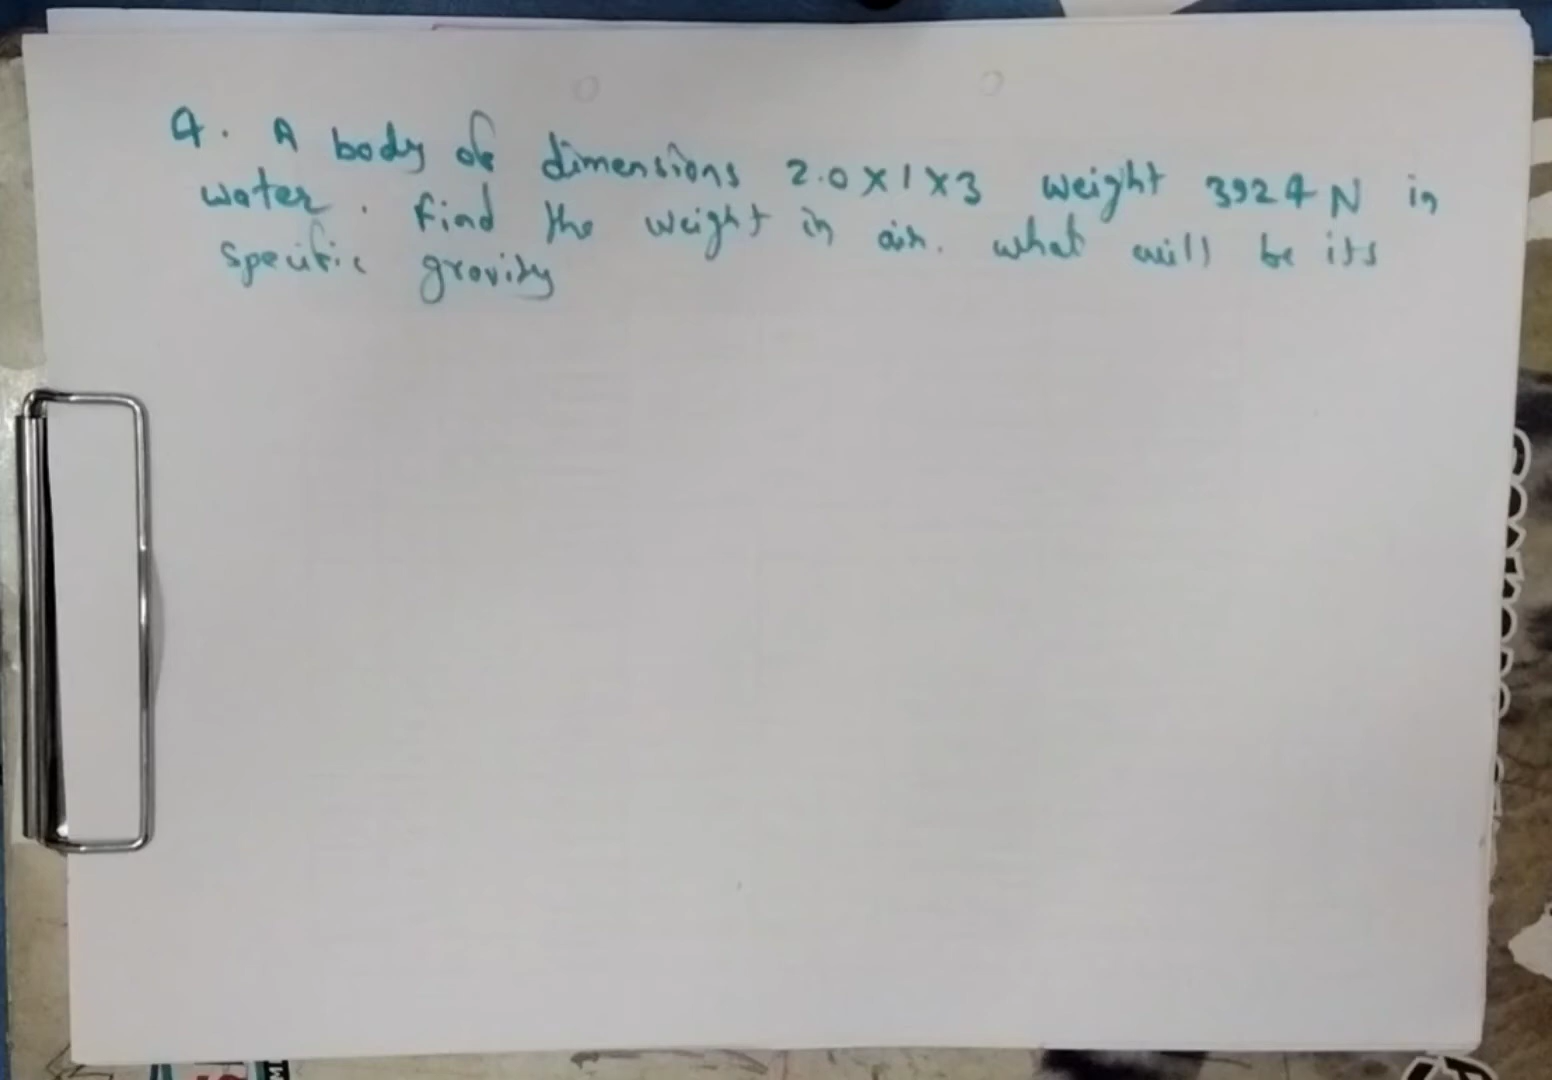 Q. A body of dimensions 2.0 X 1 X 3 weight 3924 N in
water. Find the weight in air. what will be its
specific gravity